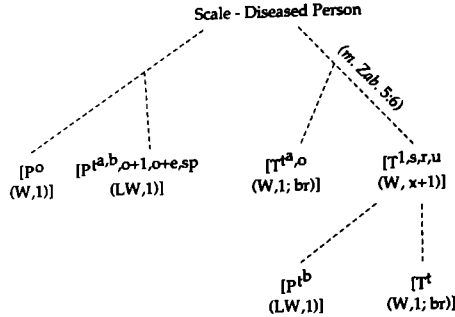 Scale - Diseased Person
(m. Zab. 5:6)
[P^o [P^t^a,b,o+1,o+e,sp [T^t^a,o [T^1,s,r,u]
(W,1)] (LW,1)] (W,1; br)] (W, x+1)]
[P^t^b [T^t
(LW,1)] (W,1; br)]